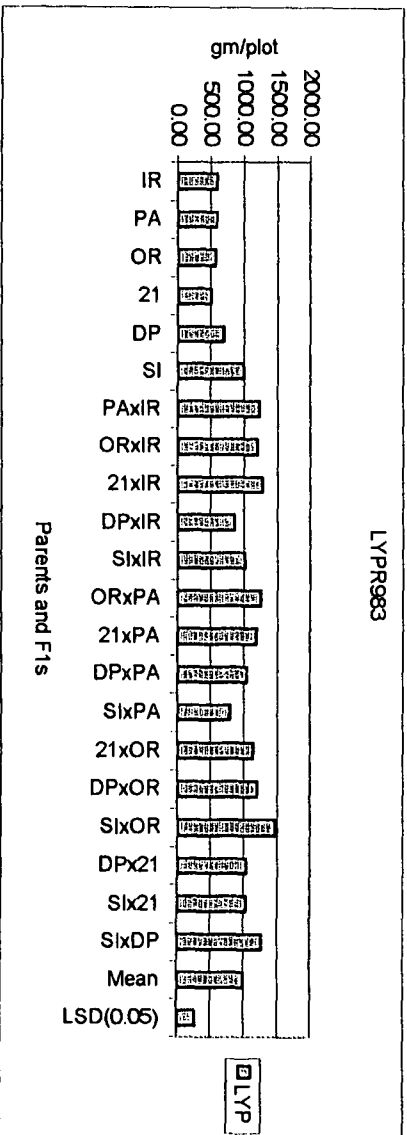 LYPR983
gm/plot
2000.00
1500.00
1000.00
500.00
0.00
IR
PA
OR
21
DP
SI
PAxIR
ORxIR
21xIR
DPxIR
SIxIR
ORxPA
21xPA
DPxPA
SIxPA
21xOR
DPxOR
SIxOR
DPx21
SIx21
SIxDP
Mean
LSD(0.05)
Parents and F1s
LYP